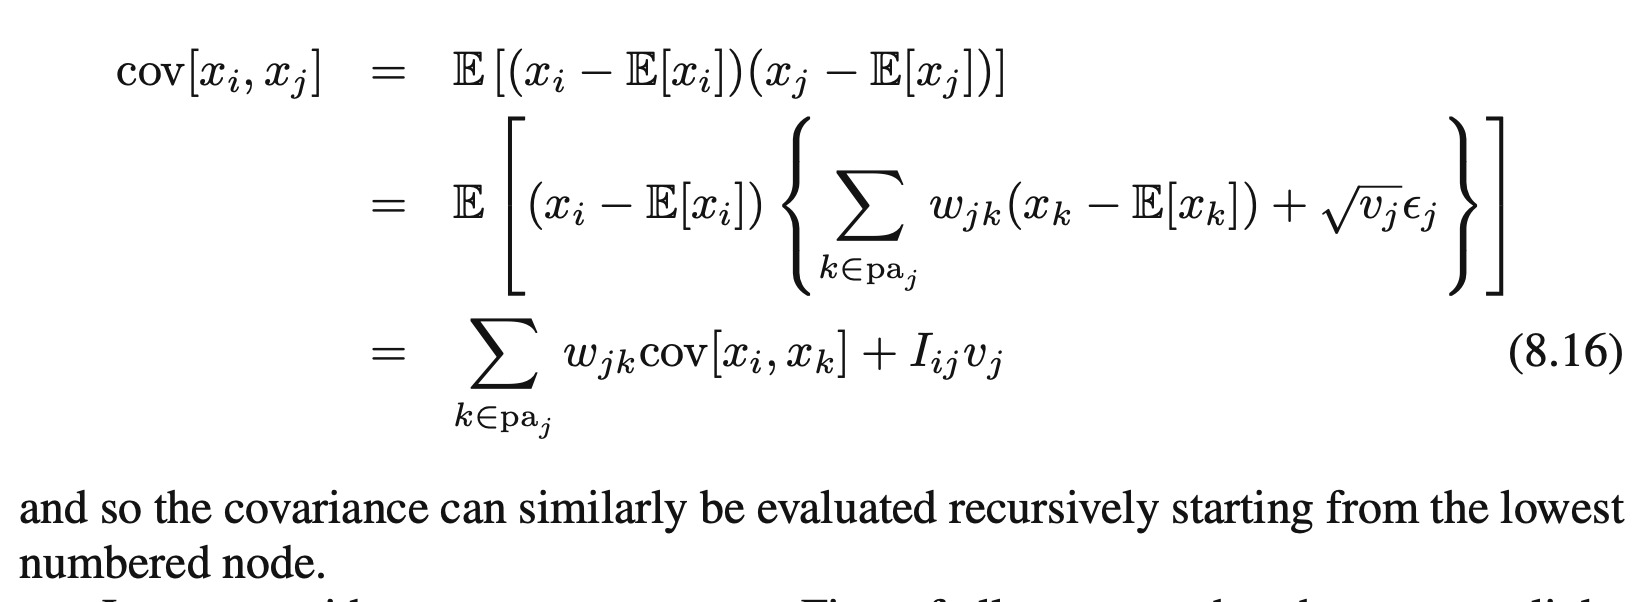 cov[x_i, x_j] = 𝔼 [(x_i − 𝔼[x_i])(x_j − 𝔼[x_j])]
= 𝔼 [ (x_i − 𝔼[x_i]) { ∑_{k∈pa_j} w_{jk}(x_k − 𝔼[x_k]) + √v_j ϵ_j } ]
= ∑_{k∈pa_j} w_{jk}cov[x_i, x_k] + I_{ij}v_j (8.16)
and so the covariance can similarly be evaluated recursively starting from the lowest
numbered node.